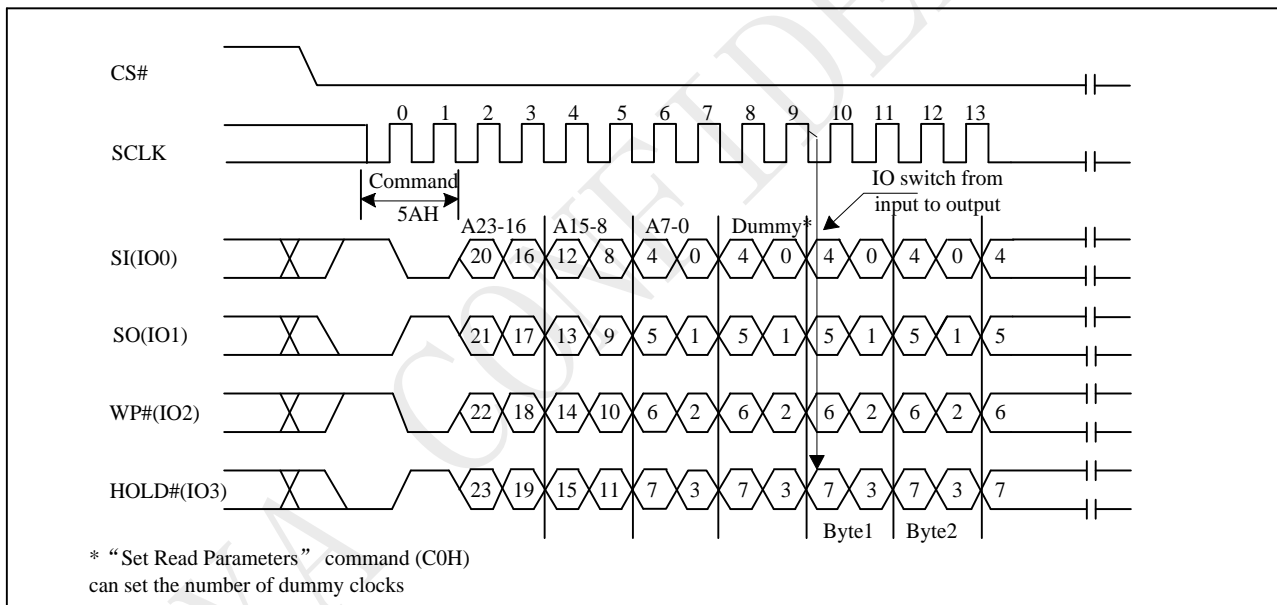 CS#
0 1 2 3 4 5 6 7 8 9 10 11 12 13
SCLK
Command
5AH
IO switch from
input to output
A23-16 A15-8 A7-0 Dummy*
SI(IO0) 20 16 12 8 4 0 4 0 4 0 4 0 4
SO(IO1) 21 17 13 9 5 1 5 1 5 1 5 1 5
WP#(IO2) 22 18 14 10 6 2 6 2 6 2 6 2 6
HOLD#(IO3) 23 19 15 11 7 3 7 3 7 3 7 3 7
Byte1 Byte2
* “Set Read Parameters” command (C0H)
can set the number of dummy clocks